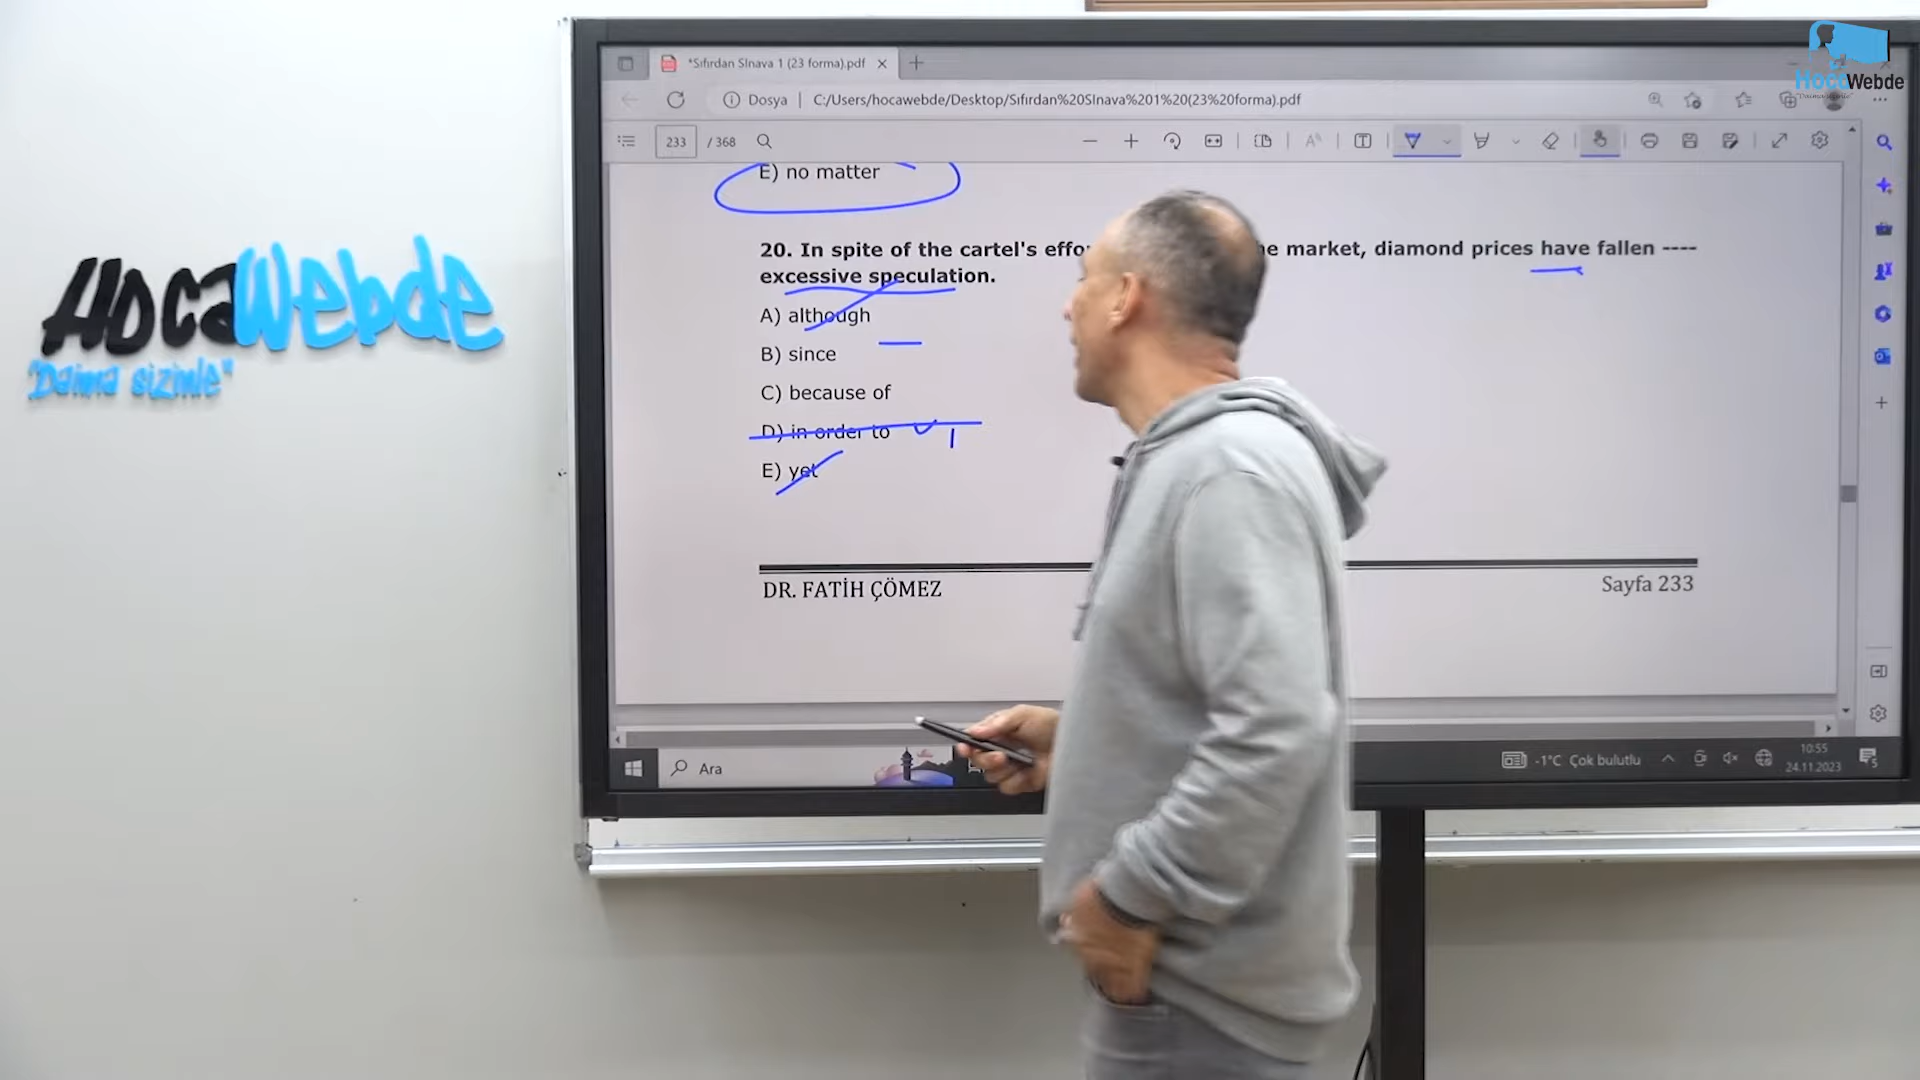 *Sıfırdan SInava 1 (23 forma).pdf
HocaWebde
Dosya
C:/Users/hocawebde/Desktop/Sıfırdan%20SInava%201%20(23%20forma).pdf
233 / 368
E) no matter
20. In spite of the cartel's market, diamond prices have fallen ----
excessive speculation.
A) although
B) since
C) because of
D) in order to
E) yet
DR. FATİH ÇÖMEZ
Sayfa 233
HocaWebde
"Daima sizinle"
Ara
-1°C Çok bulutlu
10:55
24.11.2023